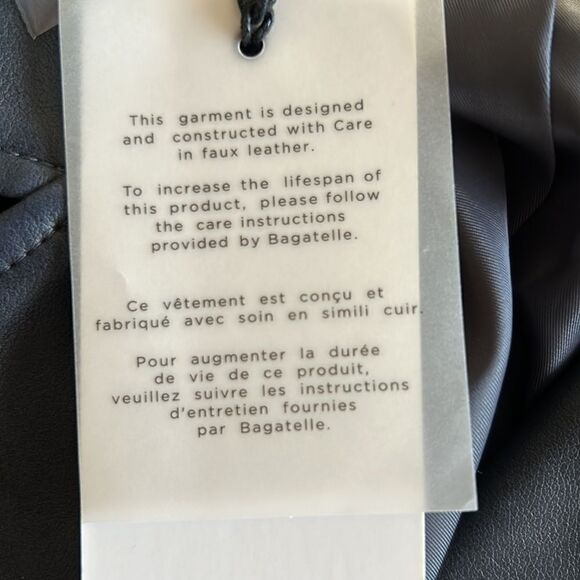 This garment is designed
and constructed with Care
in faux leather.
To increase the lifespan of
this product, please follow
the care instructions
provided by Bagatelle.
Ce vêtement est conçu et
fabriqué avec soin en simili cuir.
Pour augmenter la durée
de vie de ce produit,
veuillez suivre les instructions
d'entretien fournies
par Bagatelle.